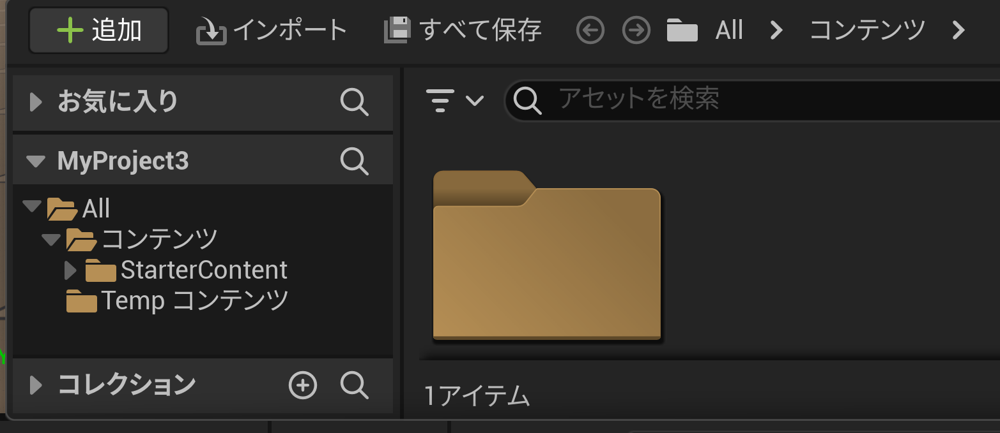 追加 インポート すべて保存 All コンテンツ
お気に入り
アセットを検索
MyProject3
All
コンテンツ
StarterContent
Temp コンテンツ
コレクション
1アイテム